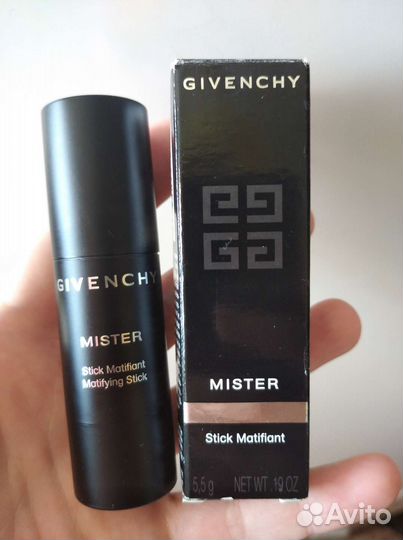 GIVENCHY
MISTER
Stick Matifiant
Matifying Stick
GIVENCHY
MISTER
Stick Matifiant
5,5g NET WT .19 OZ
Avito